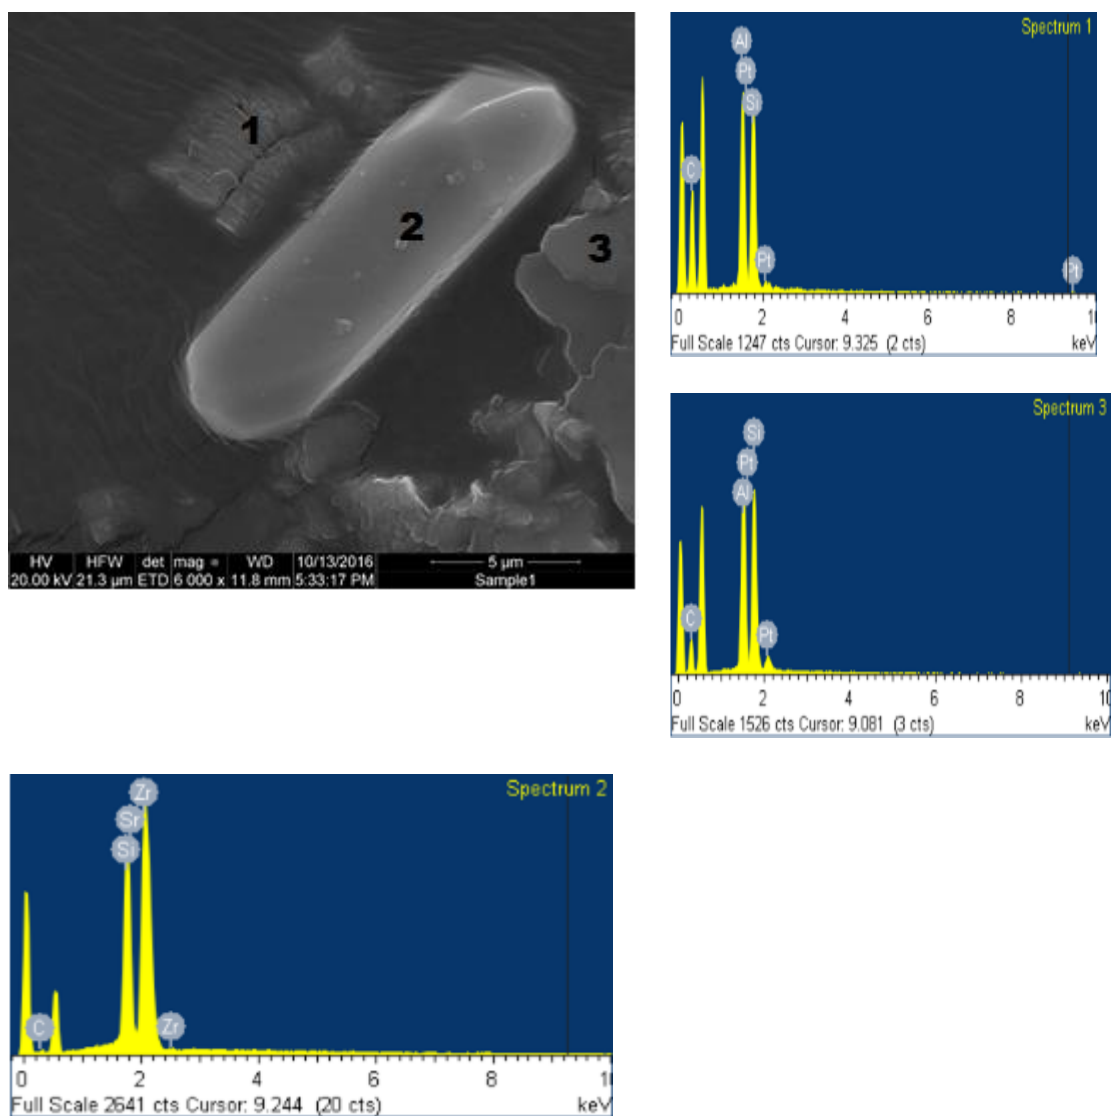 1
2
3
HV HFW det mag = WD 10/13/2016 5 µm
20.00 kV 21.3 µm ETD 6 000 x 11.8 mm 5:33:17 PM Sample1
Spectrum 1
Al
Pt
Si
C
Pt
Pt
0 2 4 6 8 1
Full Scale 1247 cts Cursor: 9.325 (2 cts) keV
Spectrum 3
Si
Pt
Al
C
Pt
0 2 4 6 8 10
Full Scale 1526 cts Cursor: 9.081 (3 cts) keV
Spectrum 2
Zr
Sr
Si
C
Zr
0 2 4 6 8 1
Full Scale 2641 cts Cursor: 9.244 (20 cts) keV